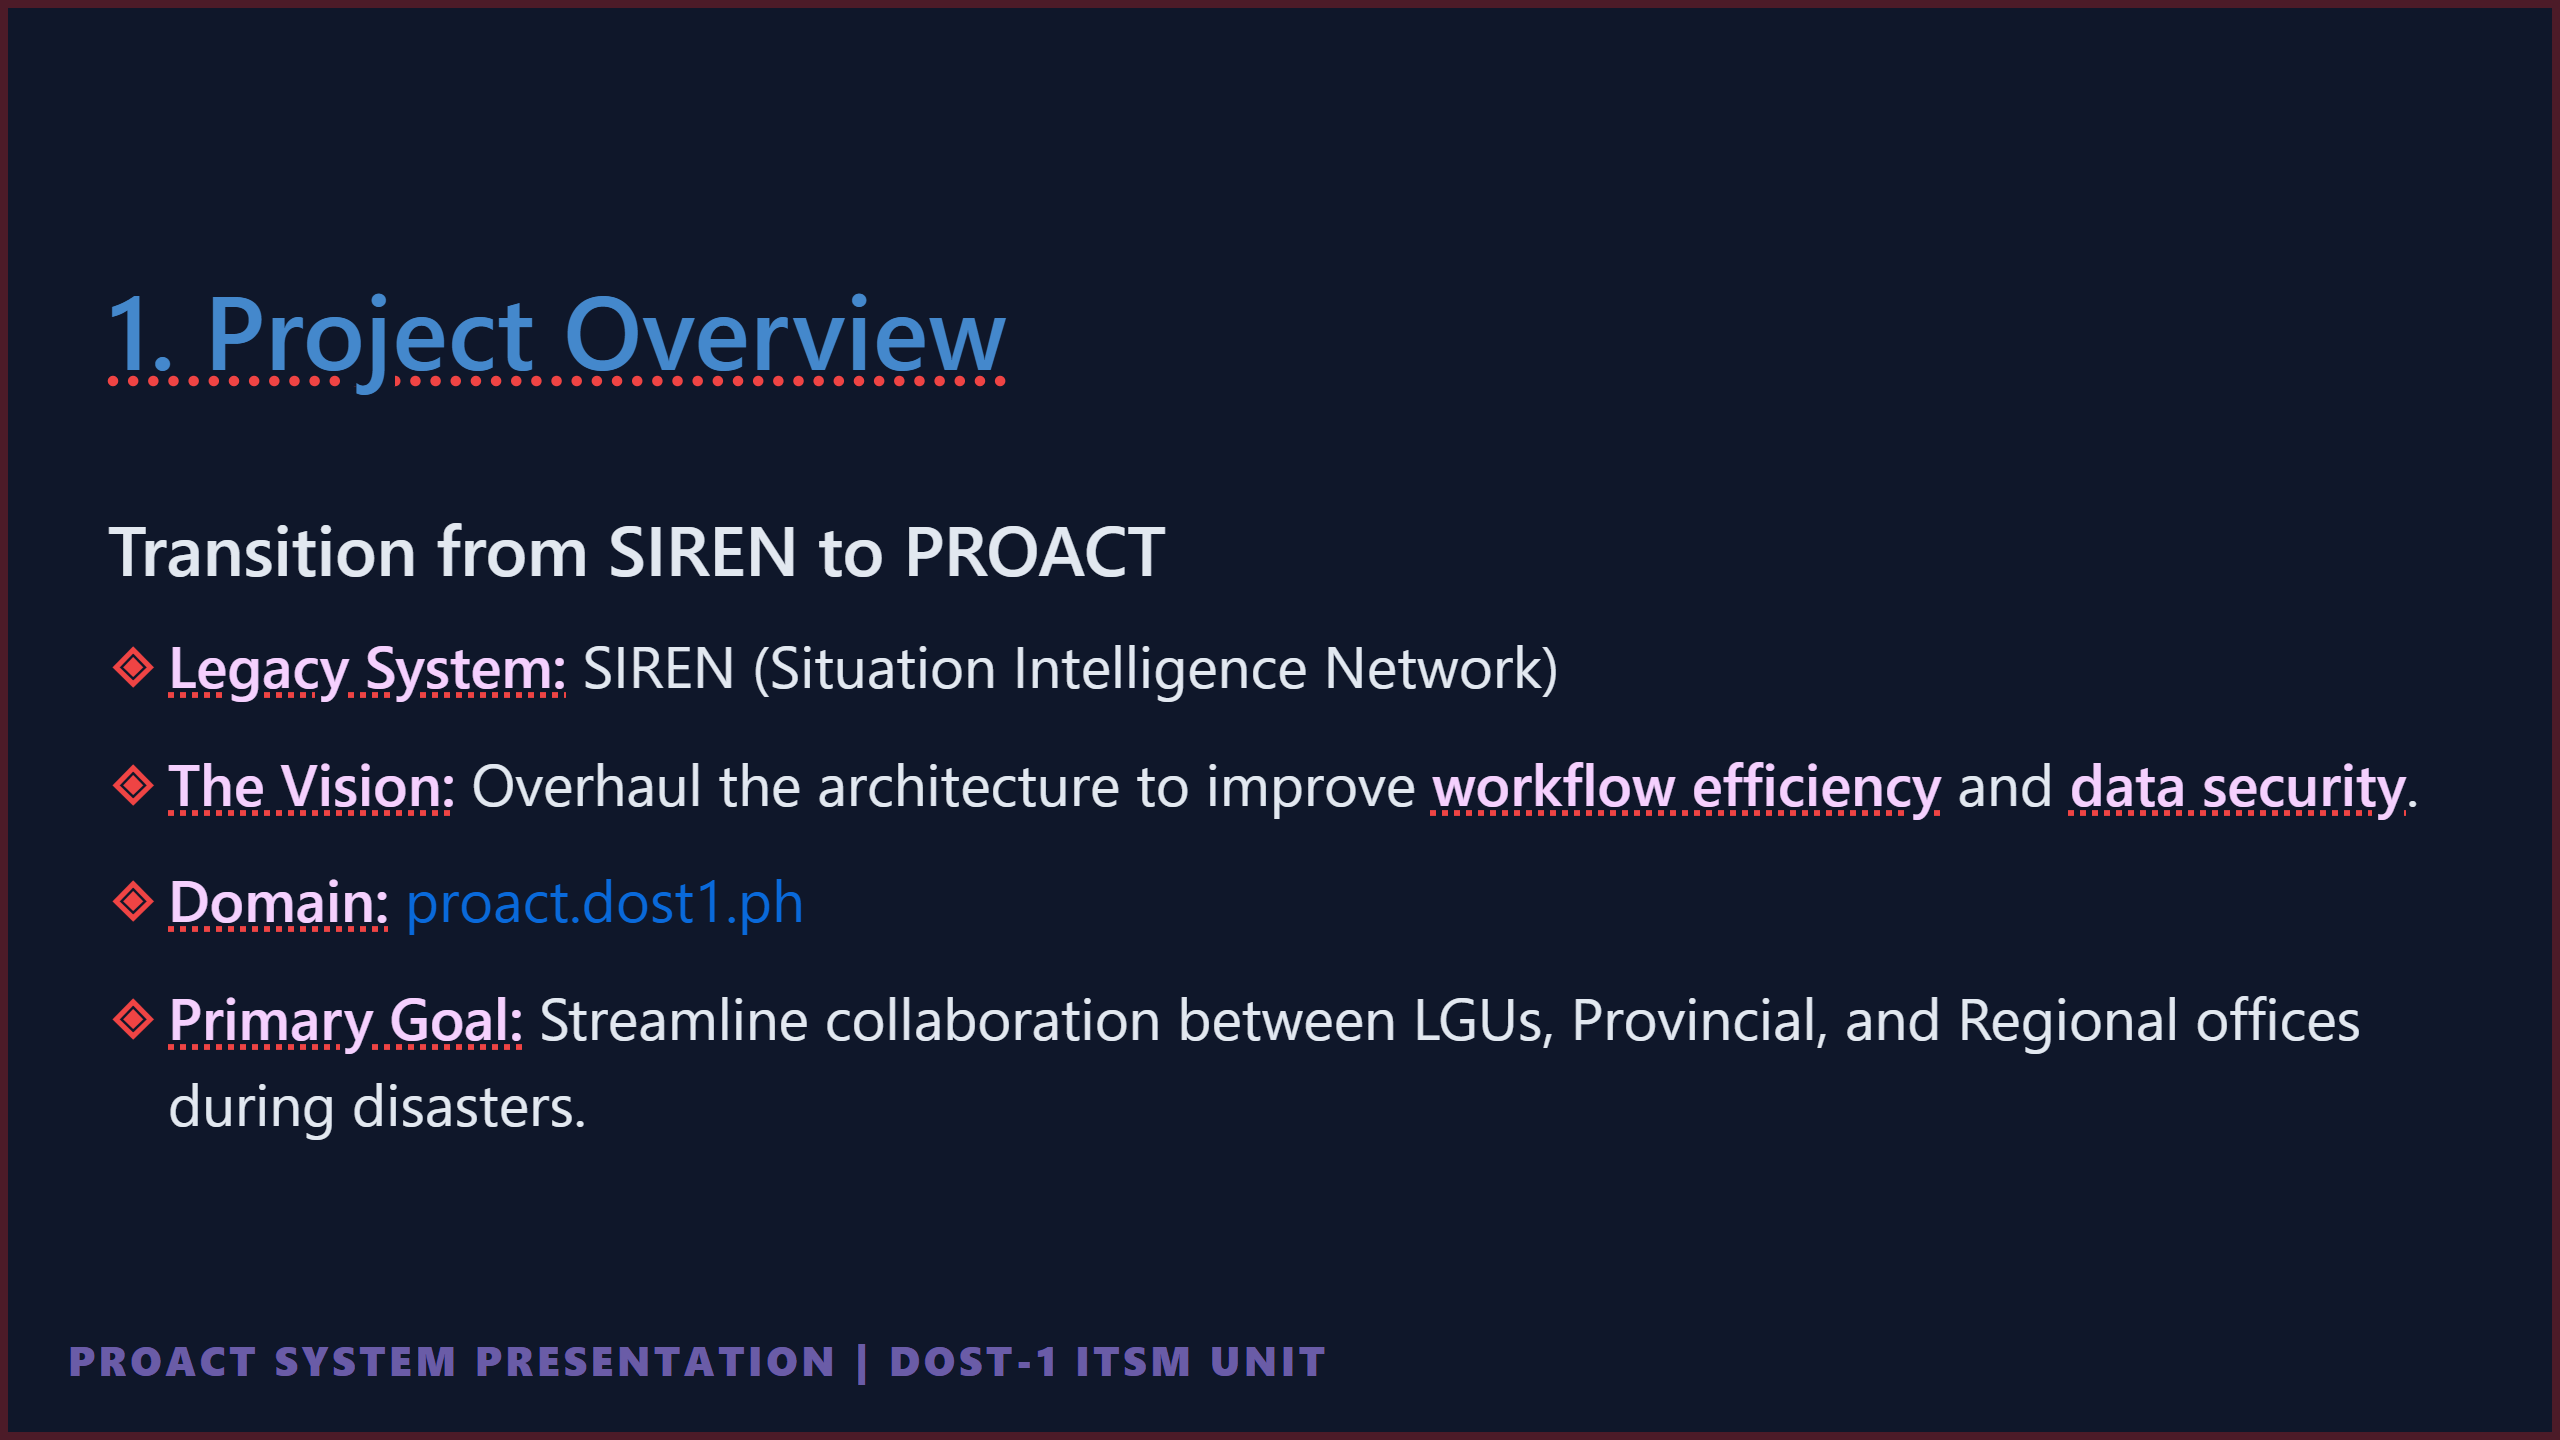 1. Project Overview
Transition from SIREN to PROACT
Legacy System: SIREN (Situation Intelligence Network)
The Vision: Overhaul the architecture to improve workflow efficiency and data security.
Domain: proact.dost1.ph
Primary Goal: Streamline collaboration between LGUs, Provincial, and Regional offices
during disasters.
PROACT SYSTEM PRESENTATION | DOST-1 ITSM UNIT